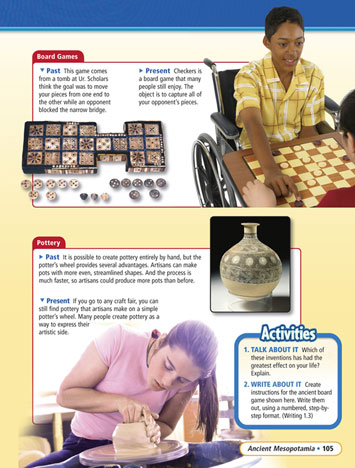 Board Games
▼ Past This game comes
from a tomb at Ur. Scholars
think the goal was to move
your pieces from one end to
the other while an opponent
blocked the narrow bridge.
► Present Checkers is
a board game that many
people still enjoy. The
object is to capture all of
your opponent's pieces.
Pottery
► Past It is possible to create pottery entirely by hand, but the
potter's wheel provides several advantages. Artisans can make
pots with more even, streamlined shapes. And the process is
much faster, so artisans could produce more pots than before.
▼ Present If you go to any craft fair, you can
still find pottery that artisans make on a simple
potter's wheel. Many people create pottery as a
way to express their
artistic side.
Activities
1. TALK ABOUT IT Which of
these inventions has had the
greatest effect on your life?
Explain.
2. WRITE ABOUT IT Create
instructions for the ancient board
game shown here. Write them
out, using a numbered, step-by-
step format. (Writing 1.3)
Ancient Mesopotamia • 105